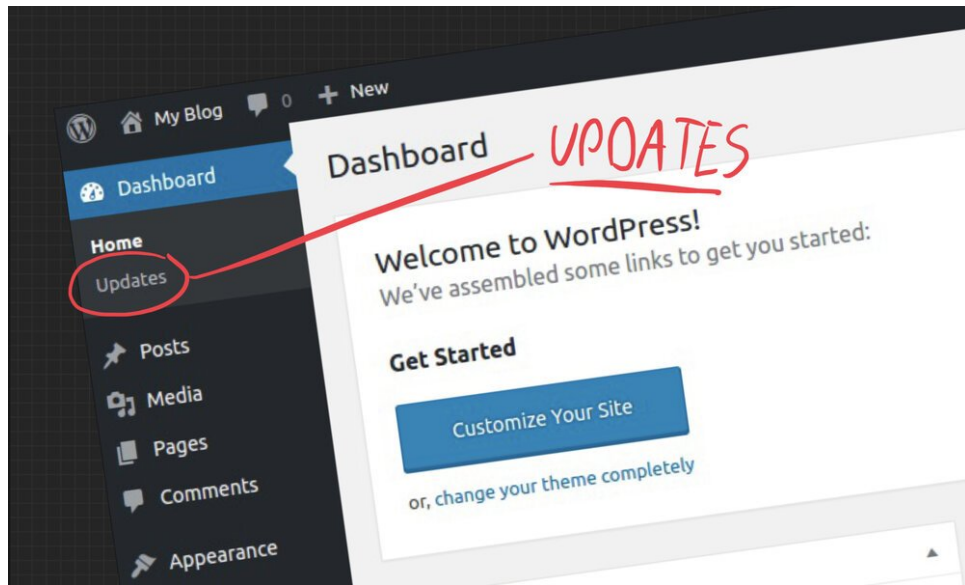 My Blog 0 New
Dashboard
Home
Updates
Posts
Media
Pages
Comments
Appearance
Dashboard
UPDATES
Welcome to WordPress!
We've assembled some links to get you started:
Get Started
Customize Your Site
or, change your theme completely